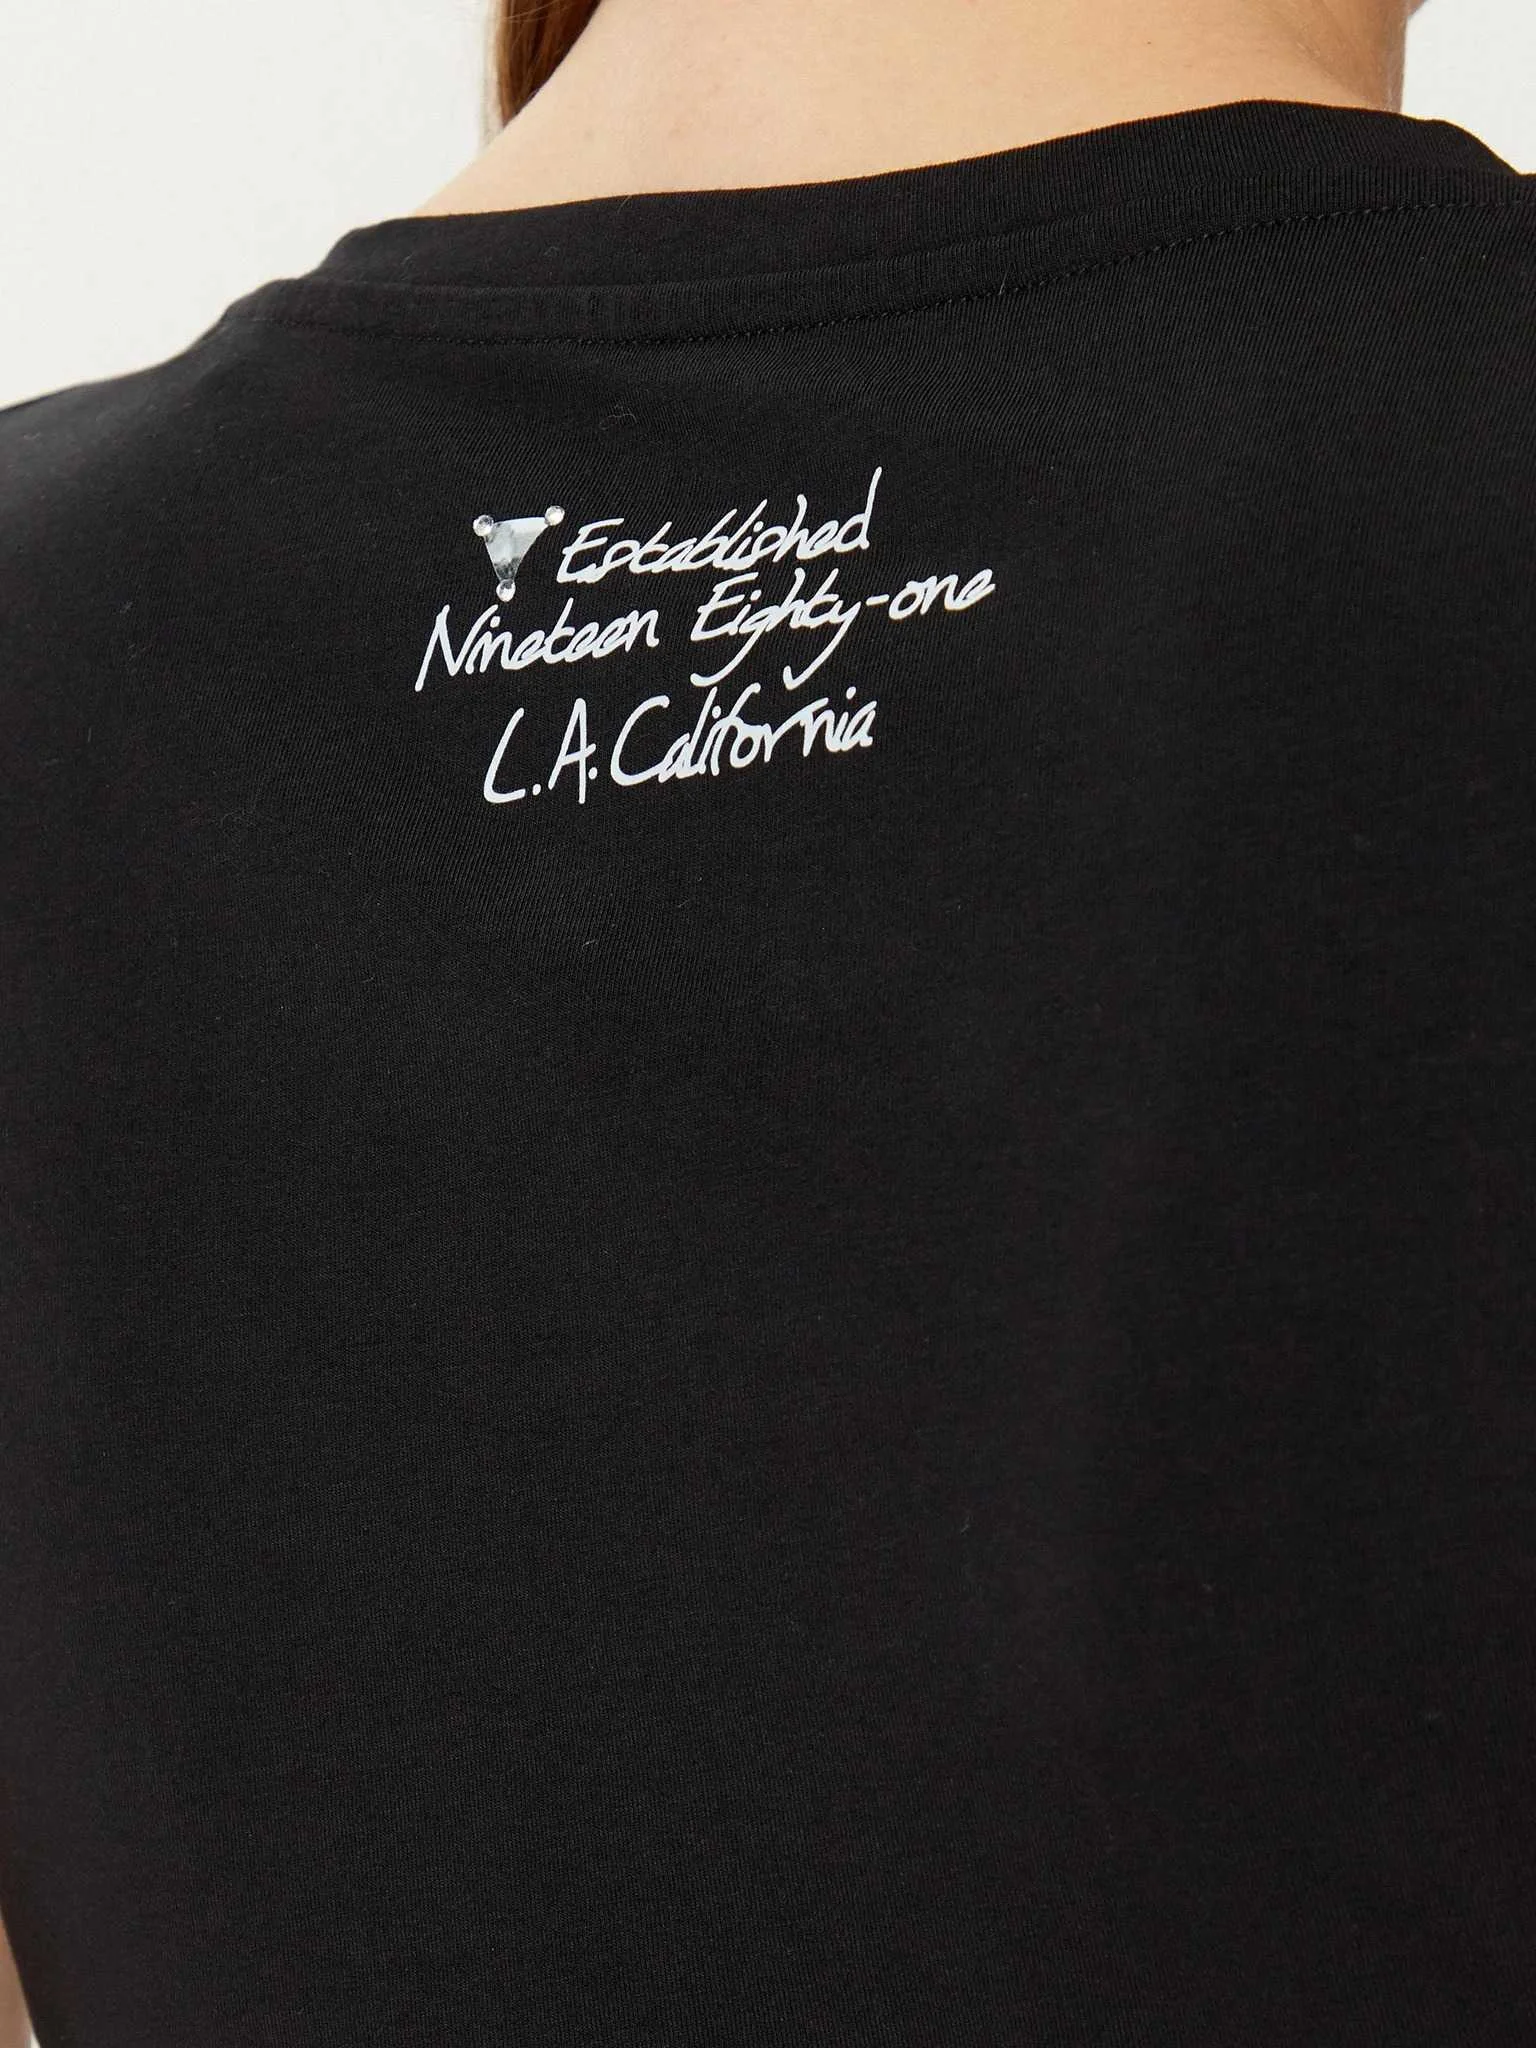 Established
Nineteen Eighty-one
L.A. California